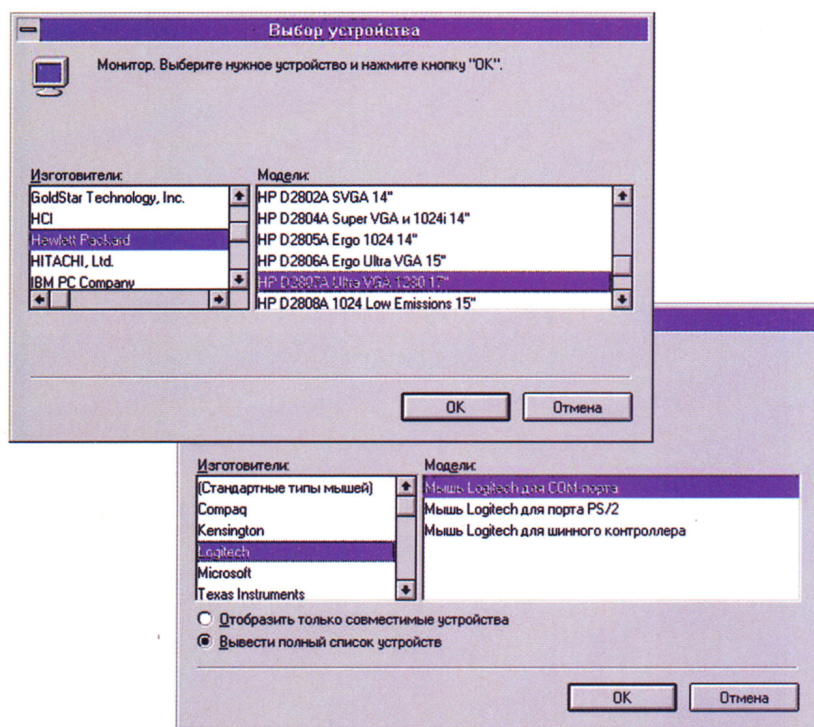 Выбор устройства
Монитор. Выберите нужное устройство и нажмите кнопку "OK".
Изготовители:
Модели:
GoldStar Technology, Inc.
HCI
Hewlett Packard
HITACHI, Ltd.
IBM PC Company
HP D2802A SVGA 14"
HP D2804A Super VGA и 1024i 14"
HP D2805A Ergo 1024 14"
HP D2806A Ergo Ultra VGA 15"
HP D2807A Ultra VGA 1280 17"
HP D2808A 1024 Low Emissions 15"
OK
Отмена
Изготовители:
Модели:
(Стандартные типы мышей)
Compaq
Kensington
Logitech
Microsoft
Texas Instruments
Мышь Logitech для COM-порта
Мышь Logitech для порта PS/2
Мышь Logitech для шинного контроллера
Отобразить только совместимые устройства
Вывести полный список устройств
OK
Отмена